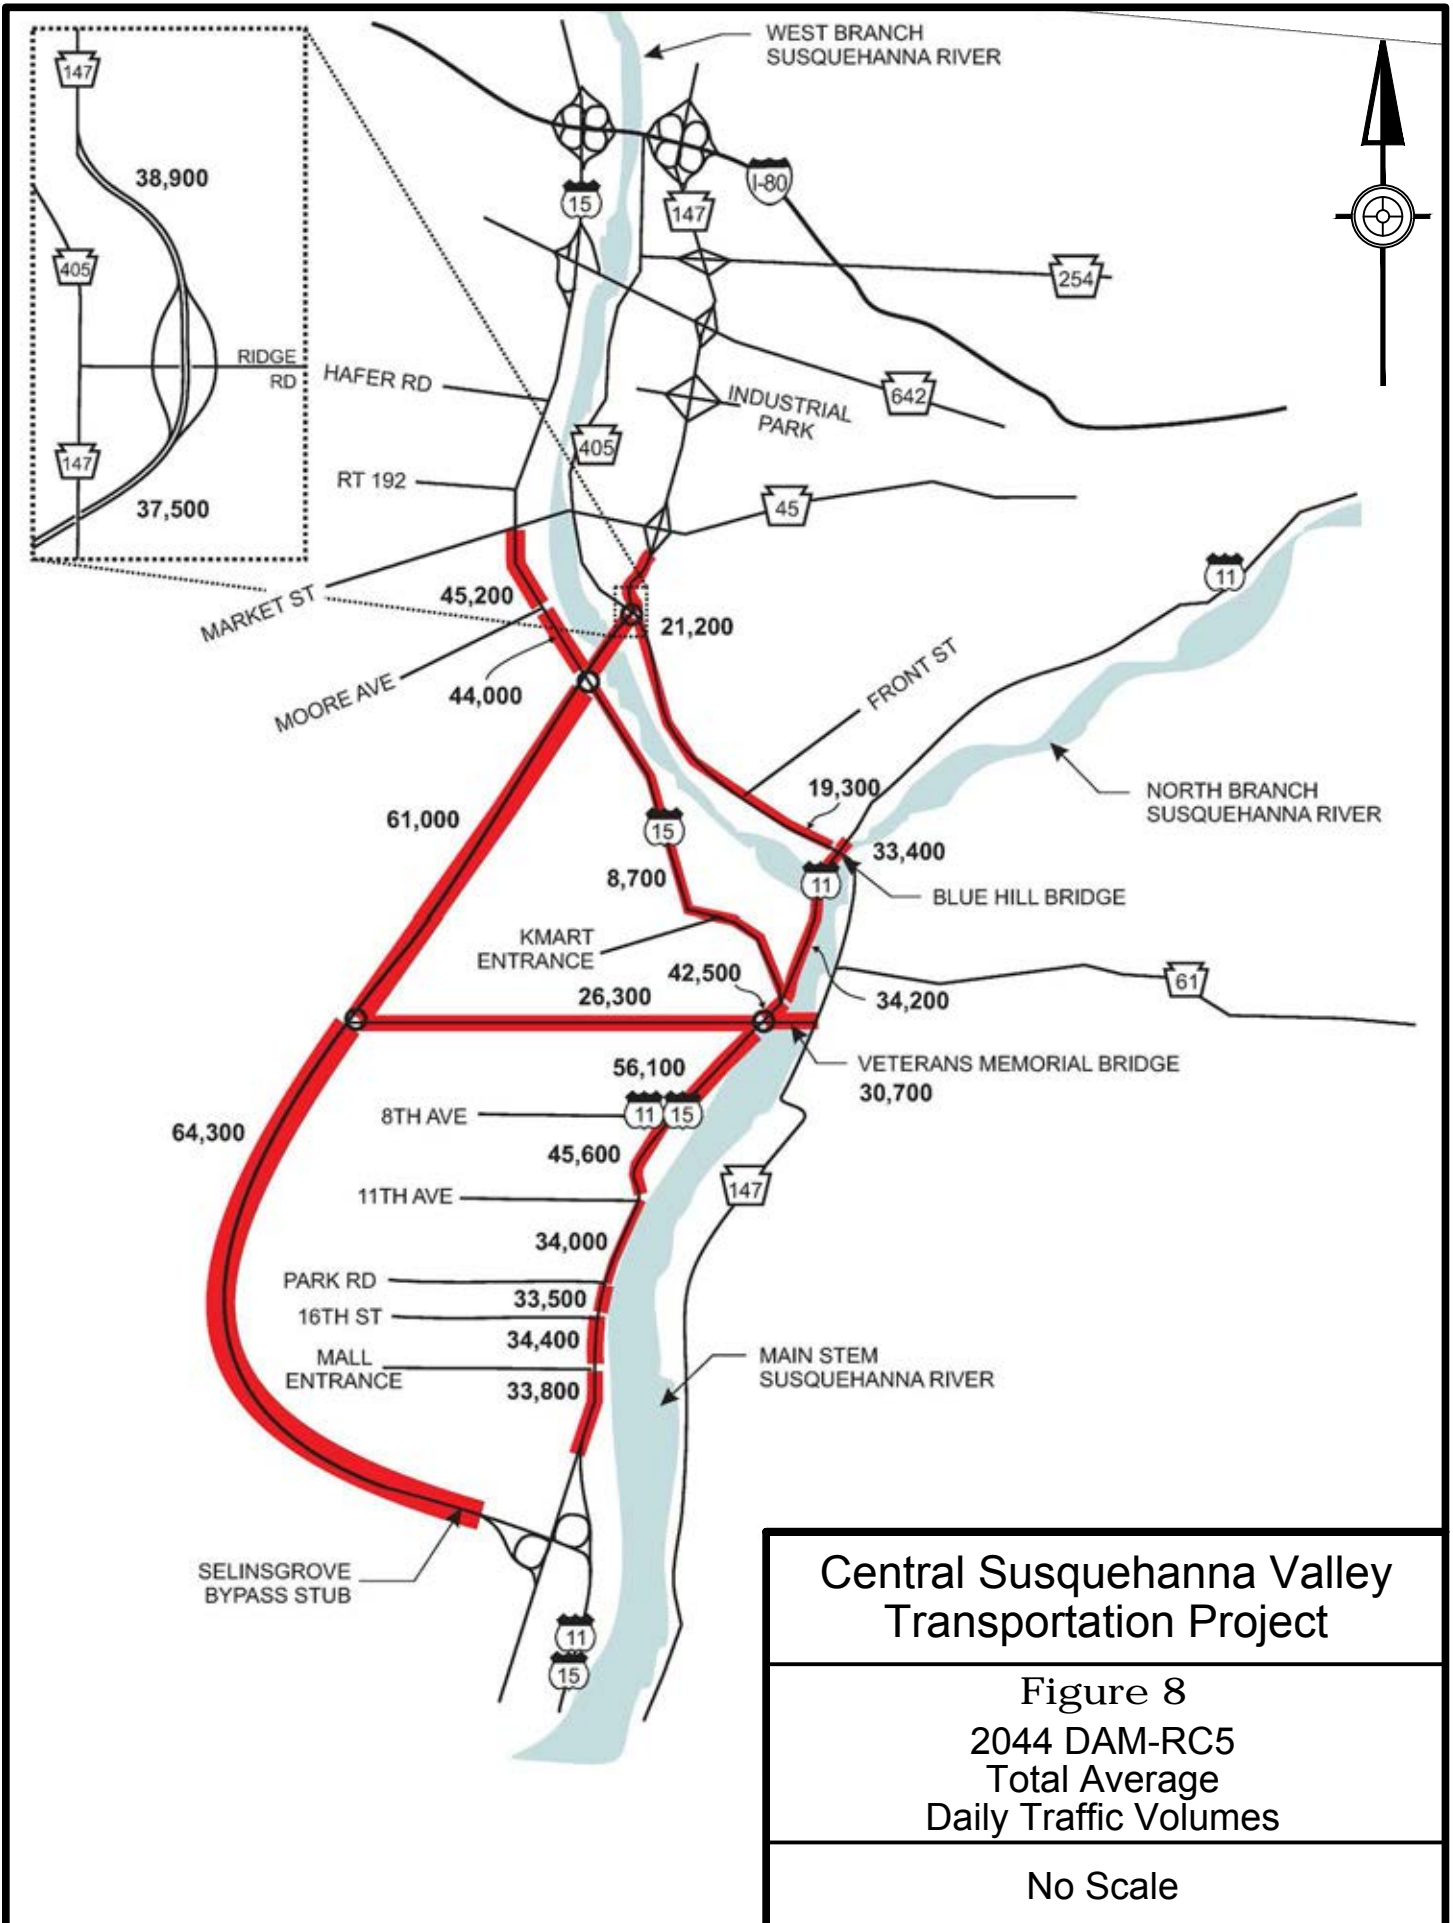 WEST BRANCH
SUSQUEHANNA RIVER
147
38,900
405
RIDGE
RD
147
37,500
15
147
I-80
254
HAFER RD
INDUSTRIAL
PARK
642
405
RT 192
45
11
MARKET ST
45,200
21,200
MOORE AVE
44,000
FRONT ST
19,300
NORTH BRANCH
SUSQUEHANNA RIVER
61,000
15
33,400
8,700
11
BLUE HILL BRIDGE
KMART
ENTRANCE
42,500
26,300
34,200
61
56,100
VETERANS MEMORIAL BRIDGE
30,700
8TH AVE
11
15
64,300
45,600
11TH AVE
147
34,000
PARK RD
33,500
16TH ST
34,400
MALL
ENTRANCE
33,800
MAIN STEM
SUSQUEHANNA RIVER
SELINSGROVE
BYPASS STUB
11
15
Central Susquehanna Valley
Transportation Project
Figure 8
2044 DAM-RC5
Total Average
Daily Traffic Volumes
No Scale